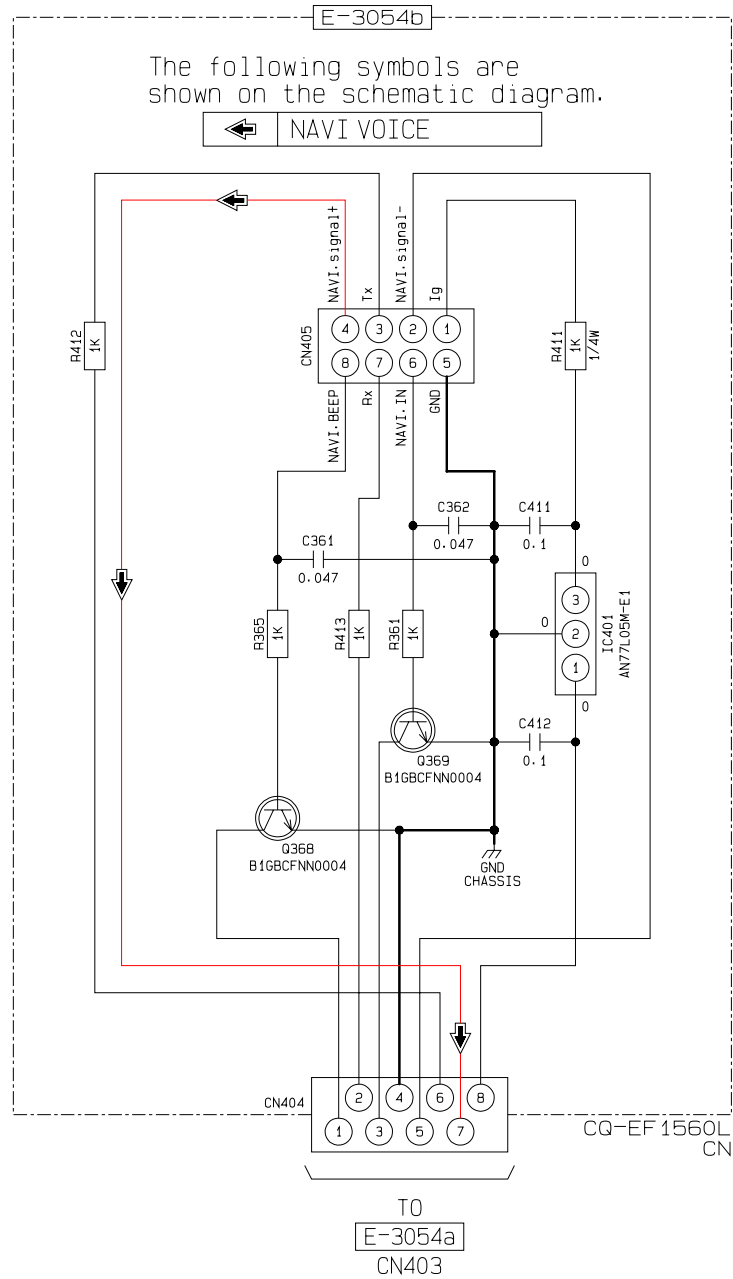 E-3054b
The following symbols are
shown on the schematic diagram.
NAVI VOICE
NAVI.signal+
Tx
NAVI.signal-
Ig
R412
1K
CN405
4
3
2
1
8
7
6
5
R411
1K
1/4W
NAVI.BEEP
Rx
NAVI.IN
GND
C362
0.047
C411
0.1
C361
0.047
0
3
2
1
0
0
IC401
AN77L05M-E1
R365
1K
R413
1K
R361
1K
C412
0.1
Q369
B1GBCFNN0004
Q368
B1GBCFNN0004
GND
CHASSIS
CN404
2
4
6
8
1
3
5
7
CQ-EF1560L
CN
TO
E-3054a
CN403